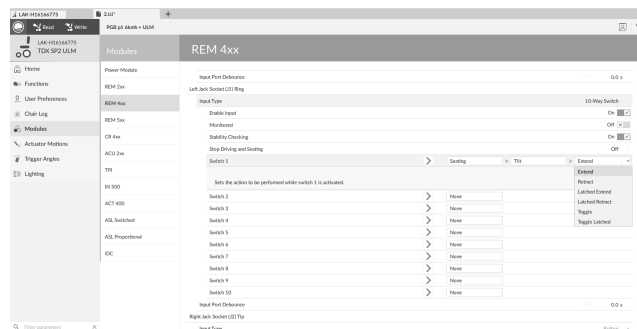 LAK-H16166775
2.lci*
+
Read
Write
PGB p1 6kmh + ULM
LAK-H16166775
TDX SP2 ULM
Home
Functions
User Preferences
Chair Log
Modules
Actuator Motions
Trigger Angles
Lighting
Filter parameters
×
Modules
Power Module
REM 2xx
REM 4xx
REM 5xx
CR 4xx
ACU 2xx
TPI
IN 500
ACT 400
ASL Switched
ASL Proportional
IDC
REM 4xx
Input Port Debounce 0.0 s
Left Jack Socket (J1) Ring
Input Type 10-Way Switch
Enable Input On
Monitored Off
Stability Checking On
Stop Driving and Seating Off
Switch 1 > Seating » Tilt » Extend
Extend
Retract
Latched Extend
Latched Retract
Toggle
Toggle Latched
Sets the action to be performed while switch 1 is activated.
Switch 2 > None
Switch 3 > None
Switch 4 > None
Switch 5 > None
Switch 6 > None
Switch 7 > None
Switch 8 > None
Switch 9 > None
Switch 10 > None
Input Port Debounce 0.0 s
Right Jack Socket (J2) Tip
Input Type Button